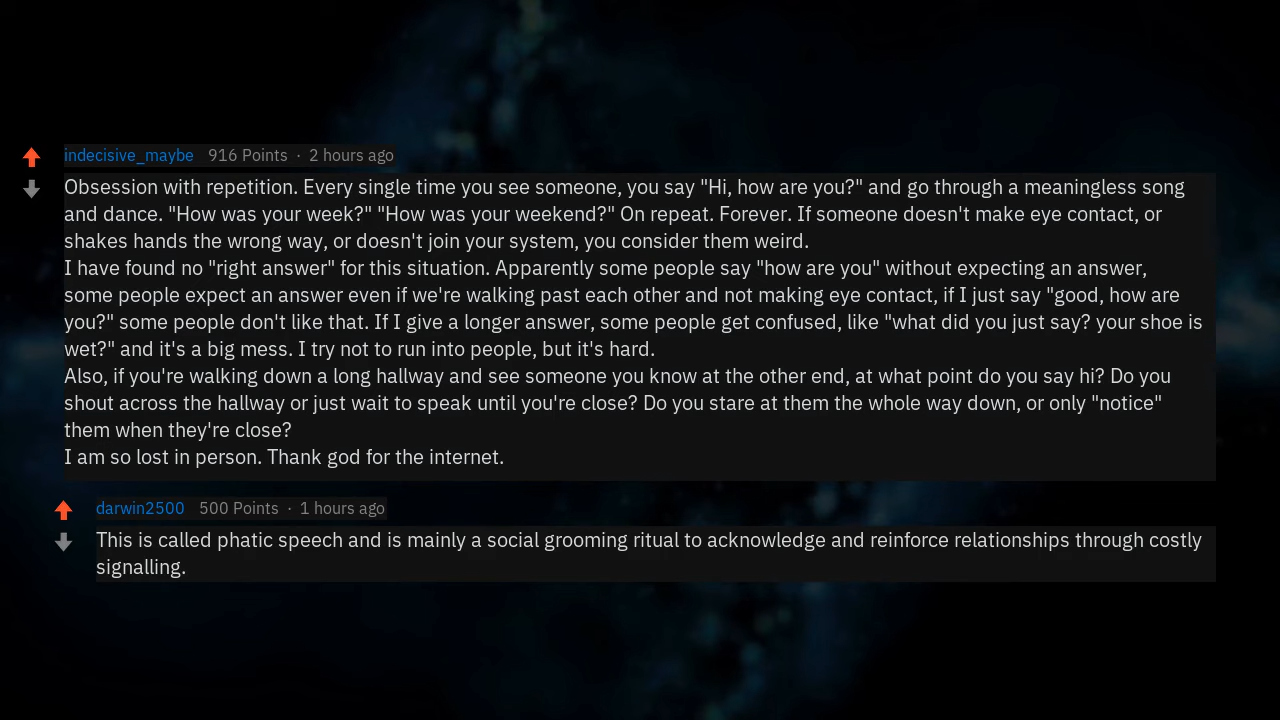 indecisive_maybe 916 Points · 2 hours ago
Obsession with repetition. Every single time you see someone, you say "Hi, how are you?" and go through a meaningless song
and dance. "How was your week?" "How was your weekend?" On repeat. Forever. If someone doesn't make eye contact, or
shakes hands the wrong way, or doesn't join your system, you consider them weird.
I have found no "right answer" for this situation. Apparently some people say "how are you" without expecting an answer,
some people expect an answer even if we're walking past each other and not making eye contact, if I just say "good, how are
you?" some people don't like that. If I give a longer answer, some people get confused, like "what did you just say? your shoe is
wet?" and it's a big mess. I try not to run into people, but it's hard.
Also, if you're walking down a long hallway and see someone you know at the other end, at what point do you say hi? Do you
shout across the hallway or just wait to speak until you're close? Do you stare at them the whole way down, or only "notice"
them when they're close?
I am so lost in person. Thank god for the internet.
darwin2500 500 Points · 1 hours ago
This is called phatic speech and is mainly a social grooming ritual to acknowledge and reinforce relationships through costly
signalling.